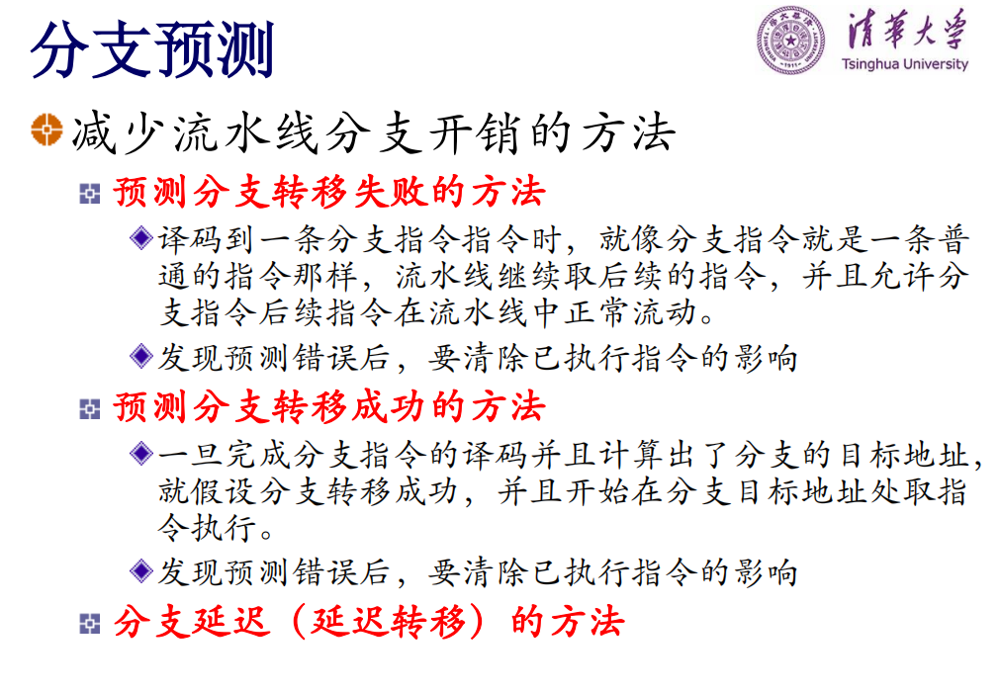 分支预测
清华大学
Tsinghua University
减少流水线分支开销的方法
预测分支转移失败的方法
译码到一条分支指令指令时，就像分支指令就是一条普
通的指令那样，流水线继续取后续的指令，并且允许分
支指令后续指令在流水线中正常流动。
发现预测错误后，要清除已执行指令的影响
预测分支转移成功的方法
一旦完成分支指令的译码并且计算出了分支的目标地址，
就假设分支转移成功，并且开始在分支目标地址处取指
令执行。
发现预测错误后，要清除已执行指令的影响
分支延迟（延迟转移）的方法